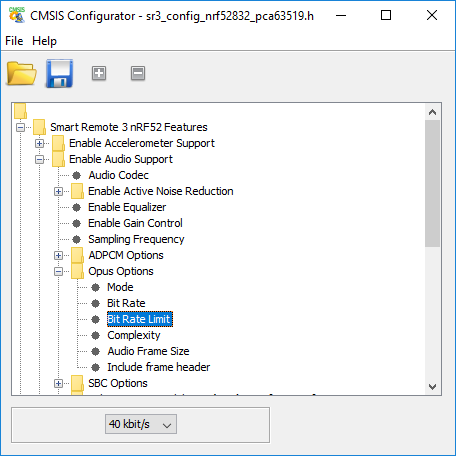 CMSIS Configurator - sr3_config_nrf52832_pca63519.h
File Help
Smart Remote 3 nRF52 Features
Enable Accelerometer Support
Enable Audio Support
Audio Codec
Enable Active Noise Reduction
Enable Equalizer
Enable Gain Control
Sampling Frequency
ADPCM Options
Opus Options
Mode
Bit Rate
Bit Rate Limit
Complexity
Audio Frame Size
Include frame header
SBC Options
40 kbit/s